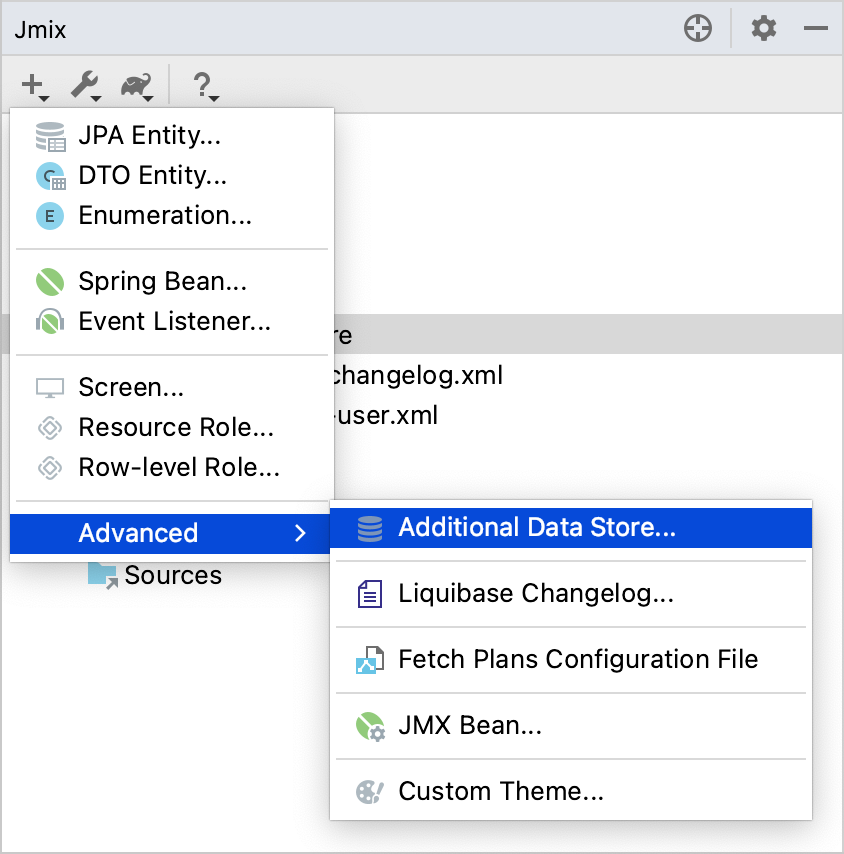 Jmix
JPA Entity...
DTO Entity...
Enumeration...
Spring Bean...
Event Listener...
re
changelog.xml
Screen...
-user.xml
Resource Role...
Row-level Role...
Advanced
Additional Data Store...
Sources
Liquibase Changelog...
Fetch Plans Configuration File
JMX Bean...
Custom Theme...